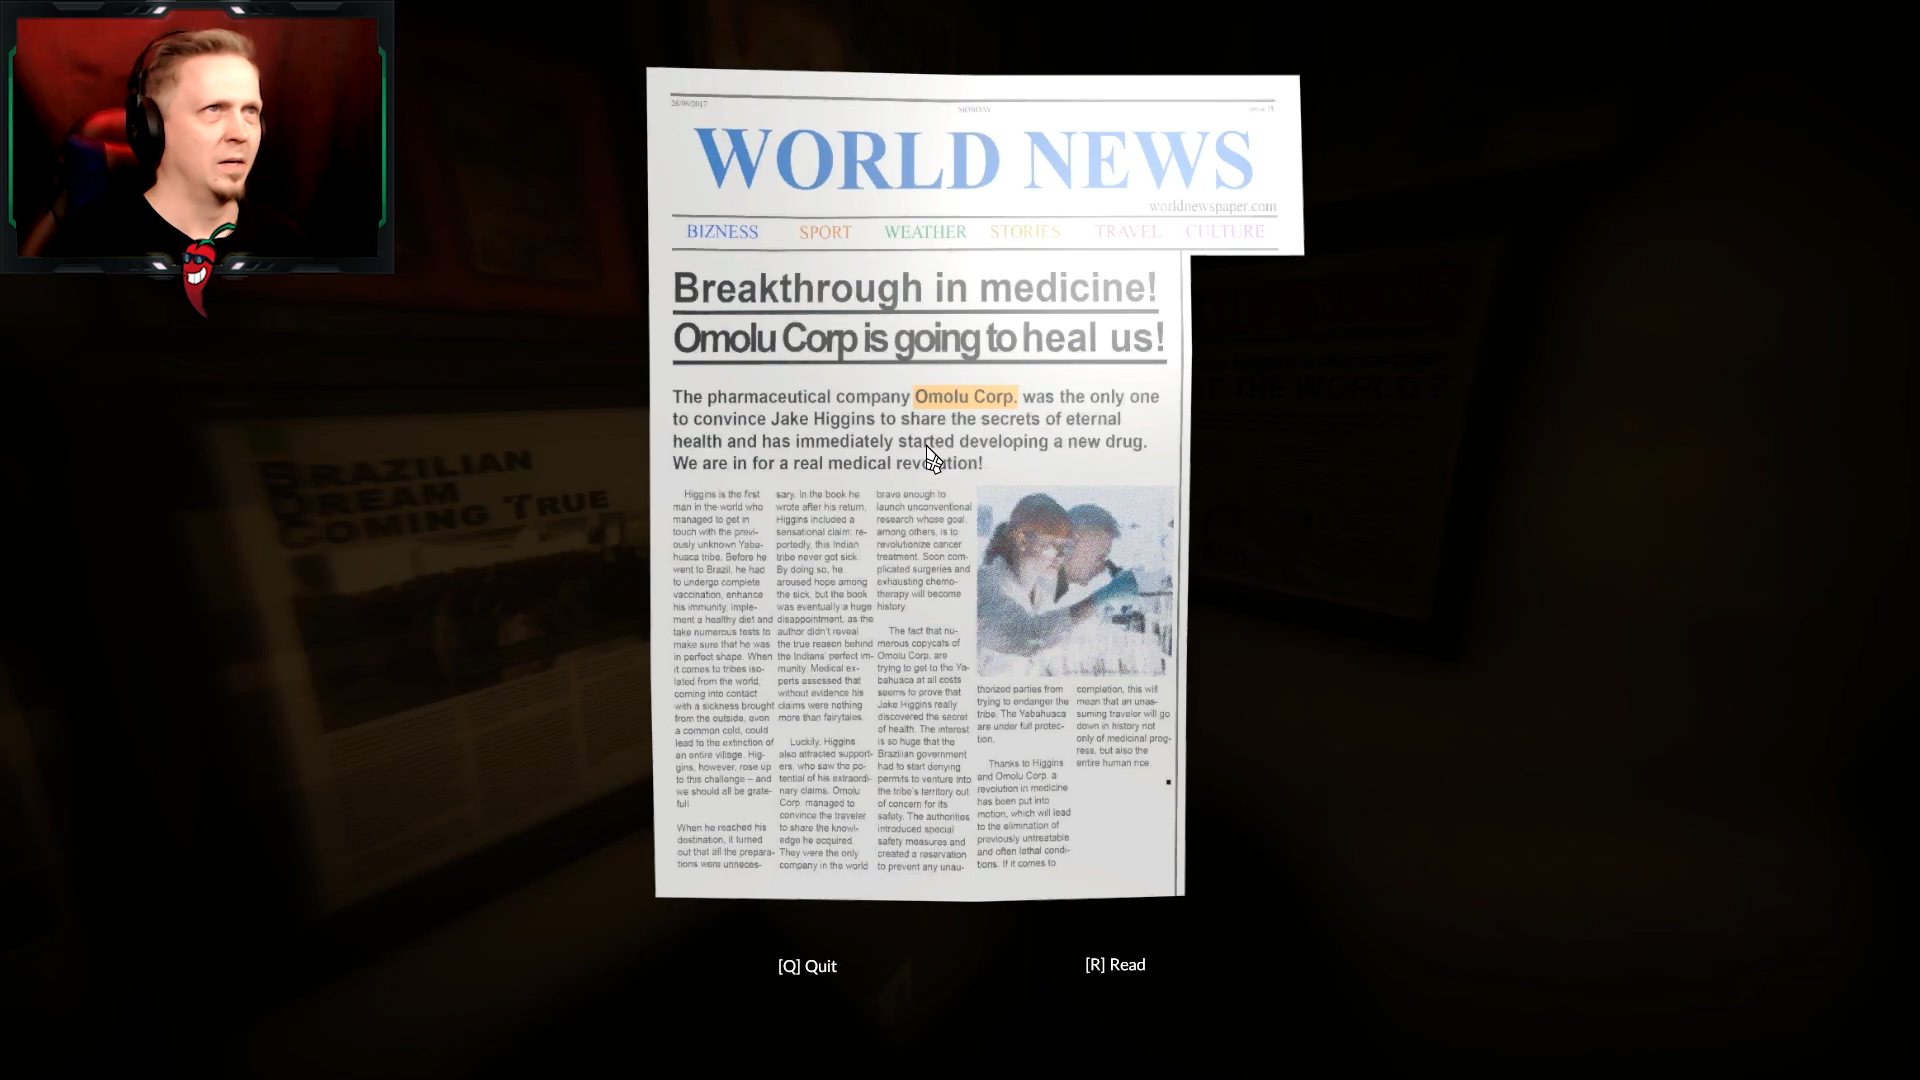 26/06/2017
MONDAY
WORLD NEWS
worldnewspaper.com
BIZNESS SPORT WEATHER STORIES TRAVEL CULTURE
Breakthrough in medicine!
Omolu Corp is going to heal us!
The pharmaceutical company Omolu Corp. was the only one
to convince Jake Higgins to share the secrets of eternal
health and has immediately started developing a new drug.
We are in for a real medical revolution!
Higgins is the first
man in the world who
managed to get in
touch with the previ-
ously unknown Yaba-
huaca tribe. Before he
went to Brazil, he had
to undergo complete
vaccination, enhance
his immunity, imple-
ment a healthy diet and
take numerous tests to
make sure that he was
in perfect shape. When
it comes to tribes iso-
lated from the world,
coming into contact
with a sickness brought
from the outside, even
a common cold, could
lead to the extinction of
an entire village. Hig-
gins, however, rose up
to this challenge – and
we should all be grate-
ful!
When he reached his
destination, it turned
out that all the prepara-
tions were unneces-
sary. In the book he
wrote after his return,
Higgins included a
sensational claim: re-
portedly, this Indian
tribe never got sick.
By doing so, he
aroused hope among
the sick, but the book
was eventually a huge
disappointment, as the
author didn't reveal
the true reason behind
the Indians' perfect im-
munity. Medical ex-
perts assessed that
without evidence his
claims were nothing
more than fairytales.
Luckily, Higgins
also attracted support-
ers, who saw the po-
tential of his extraordi-
nary claims. Omolu
Corp. managed to
convince the traveler
to share the knowl-
edge he acquired.
They were the only
company in the world
brave enough to
launch unconventional
research whose goal,
among others, is to
revolutionize cancer
treatment. Soon com-
plicated surgeries and
exhausting chemo-
therapy will become
history
The fact that nu-
merous copycats of
Omolu Corp. are
trying to get to the Ya-
bahuaca at all costs
seems to prove that
Jake Higgins really
discovered the secret
of health. The interest
is so huge that the
Brazilian government
had to start denying
permits to venture into
the tribe's territory out
of concern for its
safety. The authorities
introduced special
safety measures and
created a reservation
to prevent any unau-
thorized parties from
trying to endanger the
tribe. The Yabahuaca
are under full protec-
tion.
Thanks to Higgins
and Omolu Corp. a
revolution in medicine
has been put into
motion, which will lead
to the elimination of
previously untreatable
and often lethal condi-
tions. If it comes to
completion, this will
mean that an unas-
suming traveler will go
down in history not
only of medicinal prog-
ress, but also the
entire human rice.
BRAZILIAN
DREAM
COMING TRUE
THE WORLD?
[Q] Quit
[R] Read